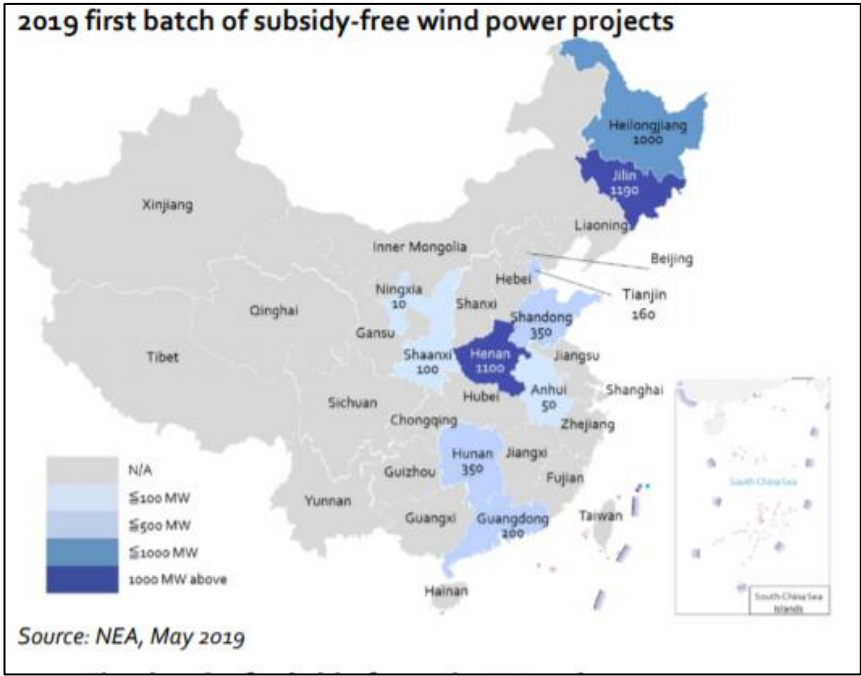 2019 first batch of subsidy-free wind power projects
Heilongjiang
1000
Jilin
1190
Xinjiang
Liaoning
Inner Mongolia
Beijing
Hebei
Ningxia
10
Tianjin
160
Shanxi
Qinghai
Shandong
350
Gansu
Tibet
Shaanxi
100
Henan
1100
Jiangsu
Anhui
50
Shanghai
Hubei
Sichuan
Chongqing
Zhejiang
Hunan
350
Jiangxi
Guizhou
Fujian
Yunnan
Guangxi
Guangdong
200
Taiwan
Hainan
South China Sea
South China Sea
Islands
N/A
≦100 MW
≦500 MW
≦1000 MW
1000 MW above
Source: NEA, May 2019